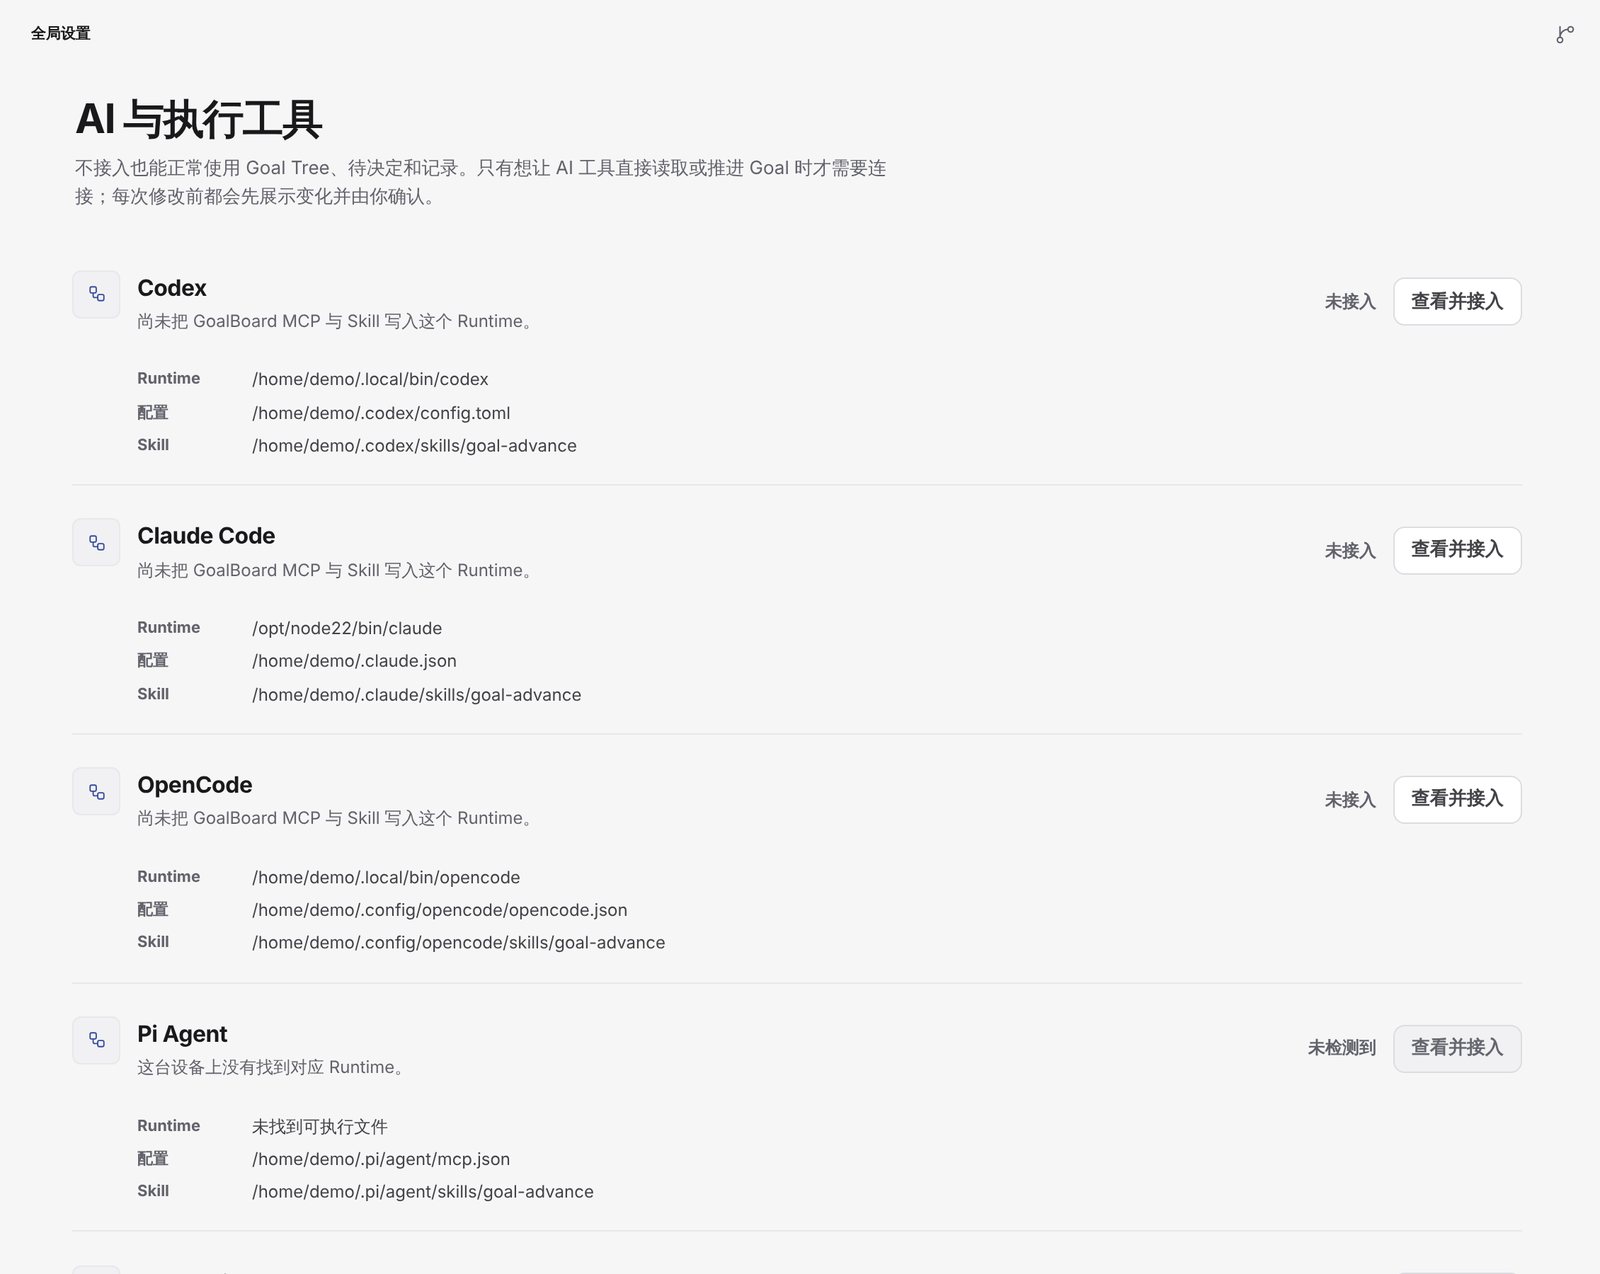 全局设置
AI 与执行工具
不接入也能正常使用 Goal Tree、待决定和记录。只有想让 AI 工具直接读取或推进 Goal 时才需要连
接；每次修改前都会先展示变化并由你确认。
Codex
尚未把 GoalBoard MCP 与 Skill 写入这个 Runtime。
未接入
查看并接入
Runtime /home/demo/.local/bin/codex
配置 /home/demo/.codex/config.toml
Skill /home/demo/.codex/skills/goal-advance
Claude Code
尚未把 GoalBoard MCP 与 Skill 写入这个 Runtime。
未接入
查看并接入
Runtime /opt/node22/bin/claude
配置 /home/demo/.claude.json
Skill /home/demo/.claude/skills/goal-advance
OpenCode
尚未把 GoalBoard MCP 与 Skill 写入这个 Runtime。
未接入
查看并接入
Runtime /home/demo/.local/bin/opencode
配置 /home/demo/.config/opencode/opencode.json
Skill /home/demo/.config/opencode/skills/goal-advance
Pi Agent
这台设备上没有找到对应 Runtime。
未检测到
查看并接入
Runtime 未找到可执行文件
配置 /home/demo/.pi/agent/mcp.json
Skill /home/demo/.pi/agent/skills/goal-advance